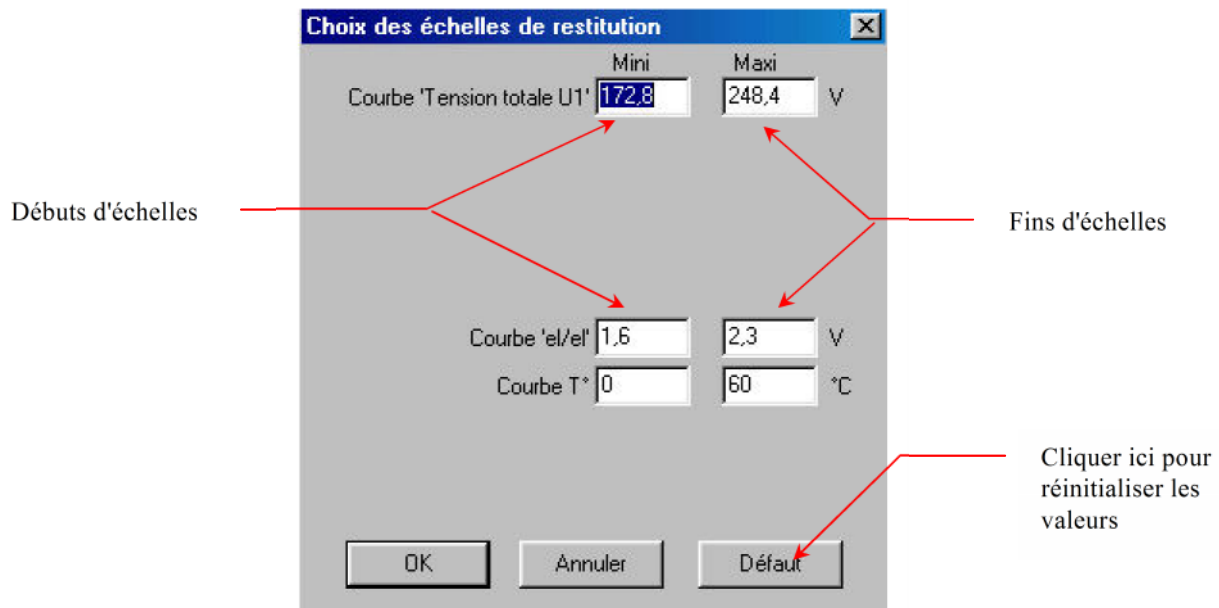 Choix des échelles de restitution
Mini Maxi
Courbe 'Tension totale U1' 172,8 248,4 V
Débuts d'échelles
Fins d'échelles
Courbe 'el/el' 1,6 2,3 V
Courbe T° 0 60 °C
Cliquer ici pour
réinitialiser les
valeurs
OK Annuler Défaut